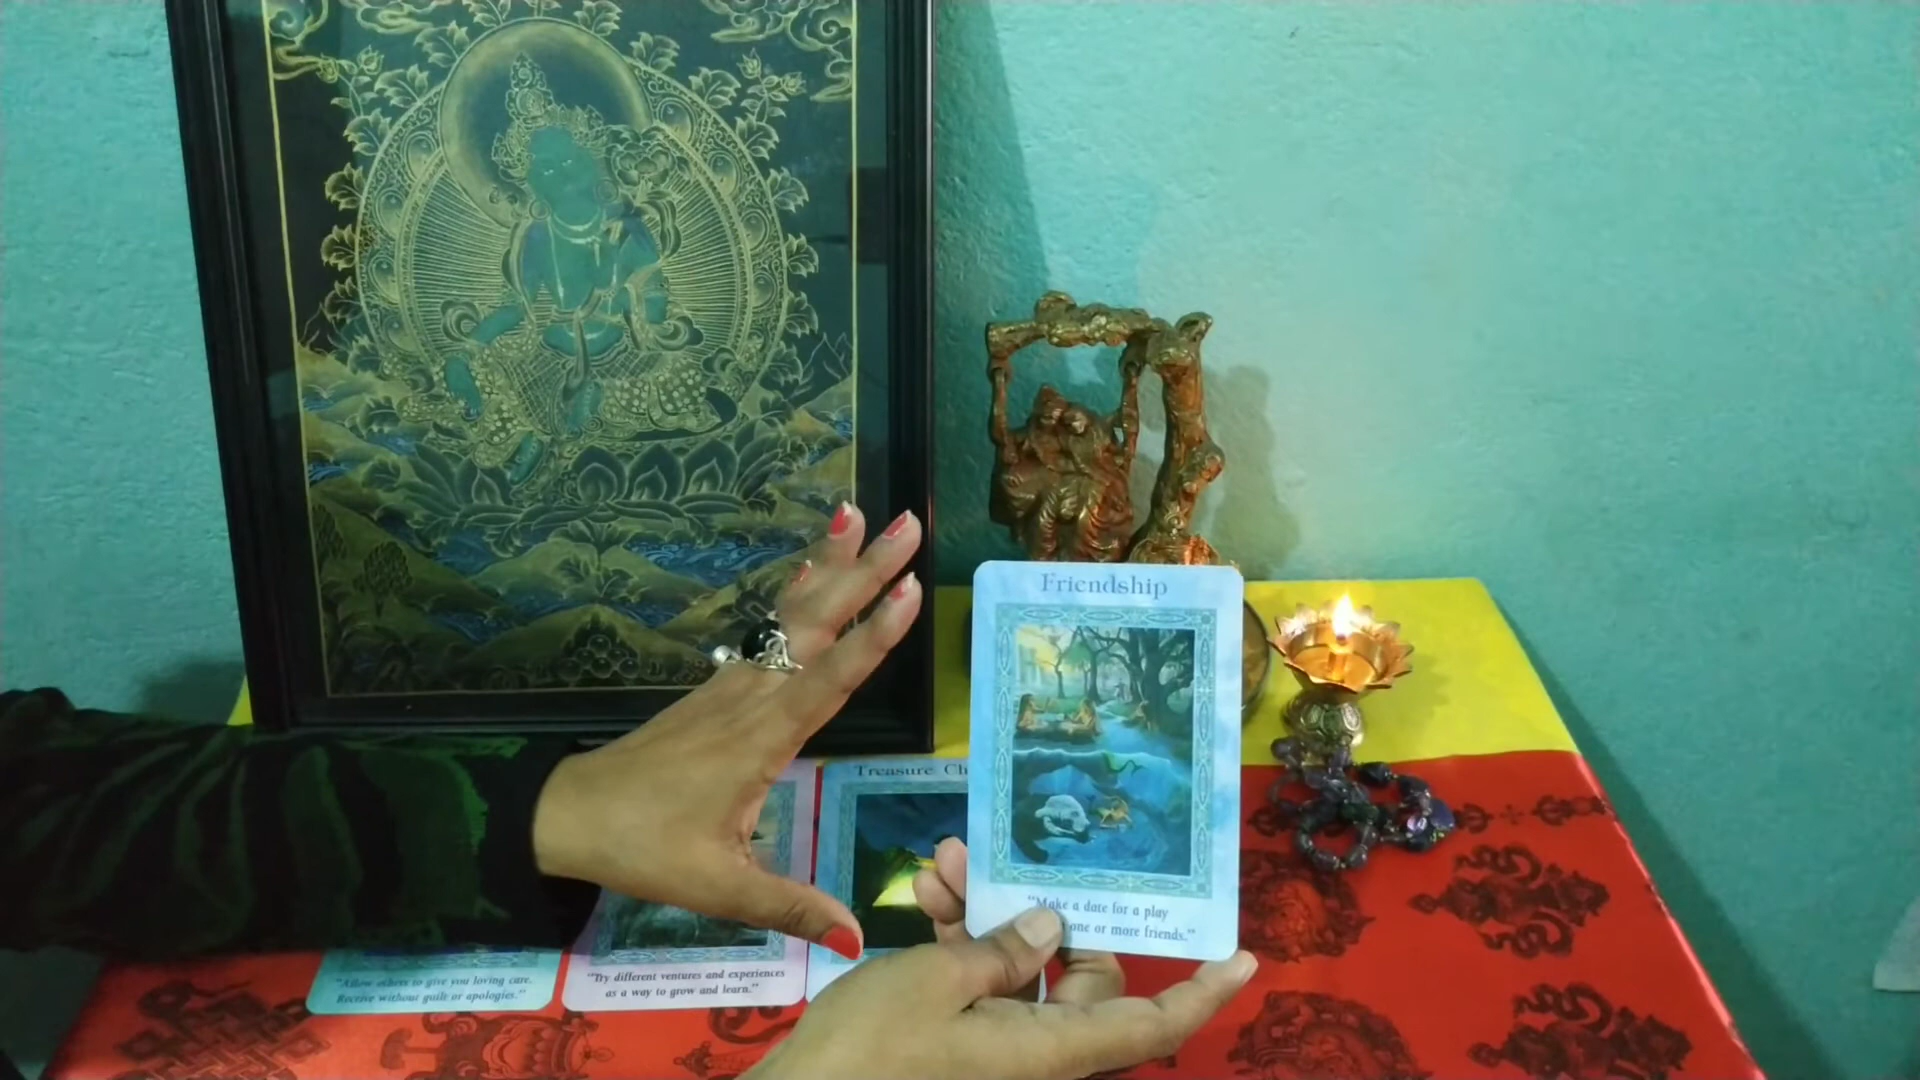 Friendship
"Make a date for a play
one or more friends."
Treasure
"Try different ventures and experiences
as a way to grow and learn."
"Allow others to give you loving care.
Receive without guilt or apologies."